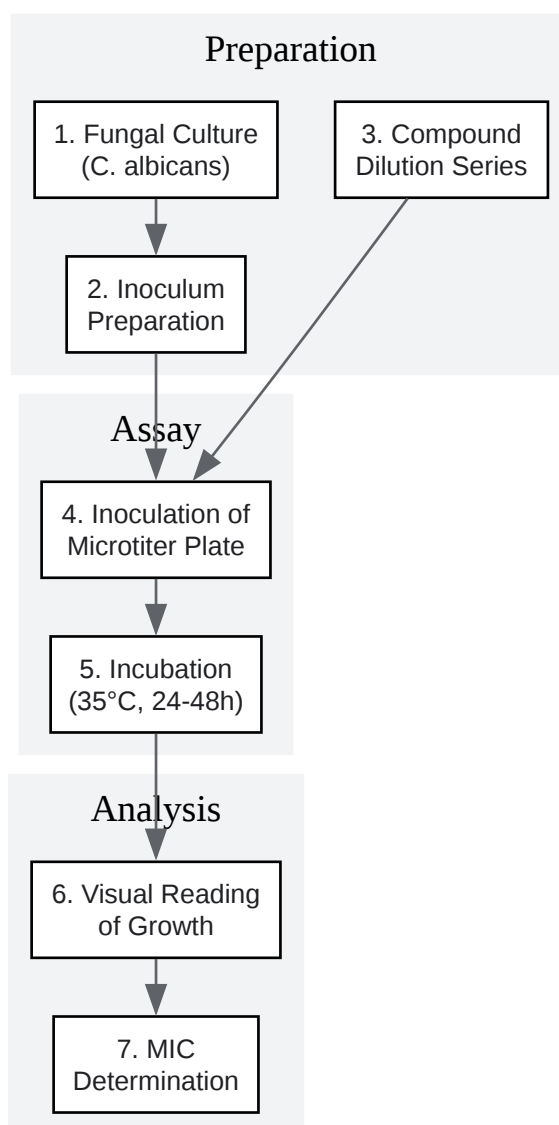 Preparation
1. Fungal Culture
(C. albicans)
3. Compound
Dilution Series
2. Inoculum
Preparation
Assay
4. Inoculation of
Microtiter Plate
5. Incubation
(35°C, 24-48h)
Analysis
6. Visual Reading
of Growth
7. MIC
Determination